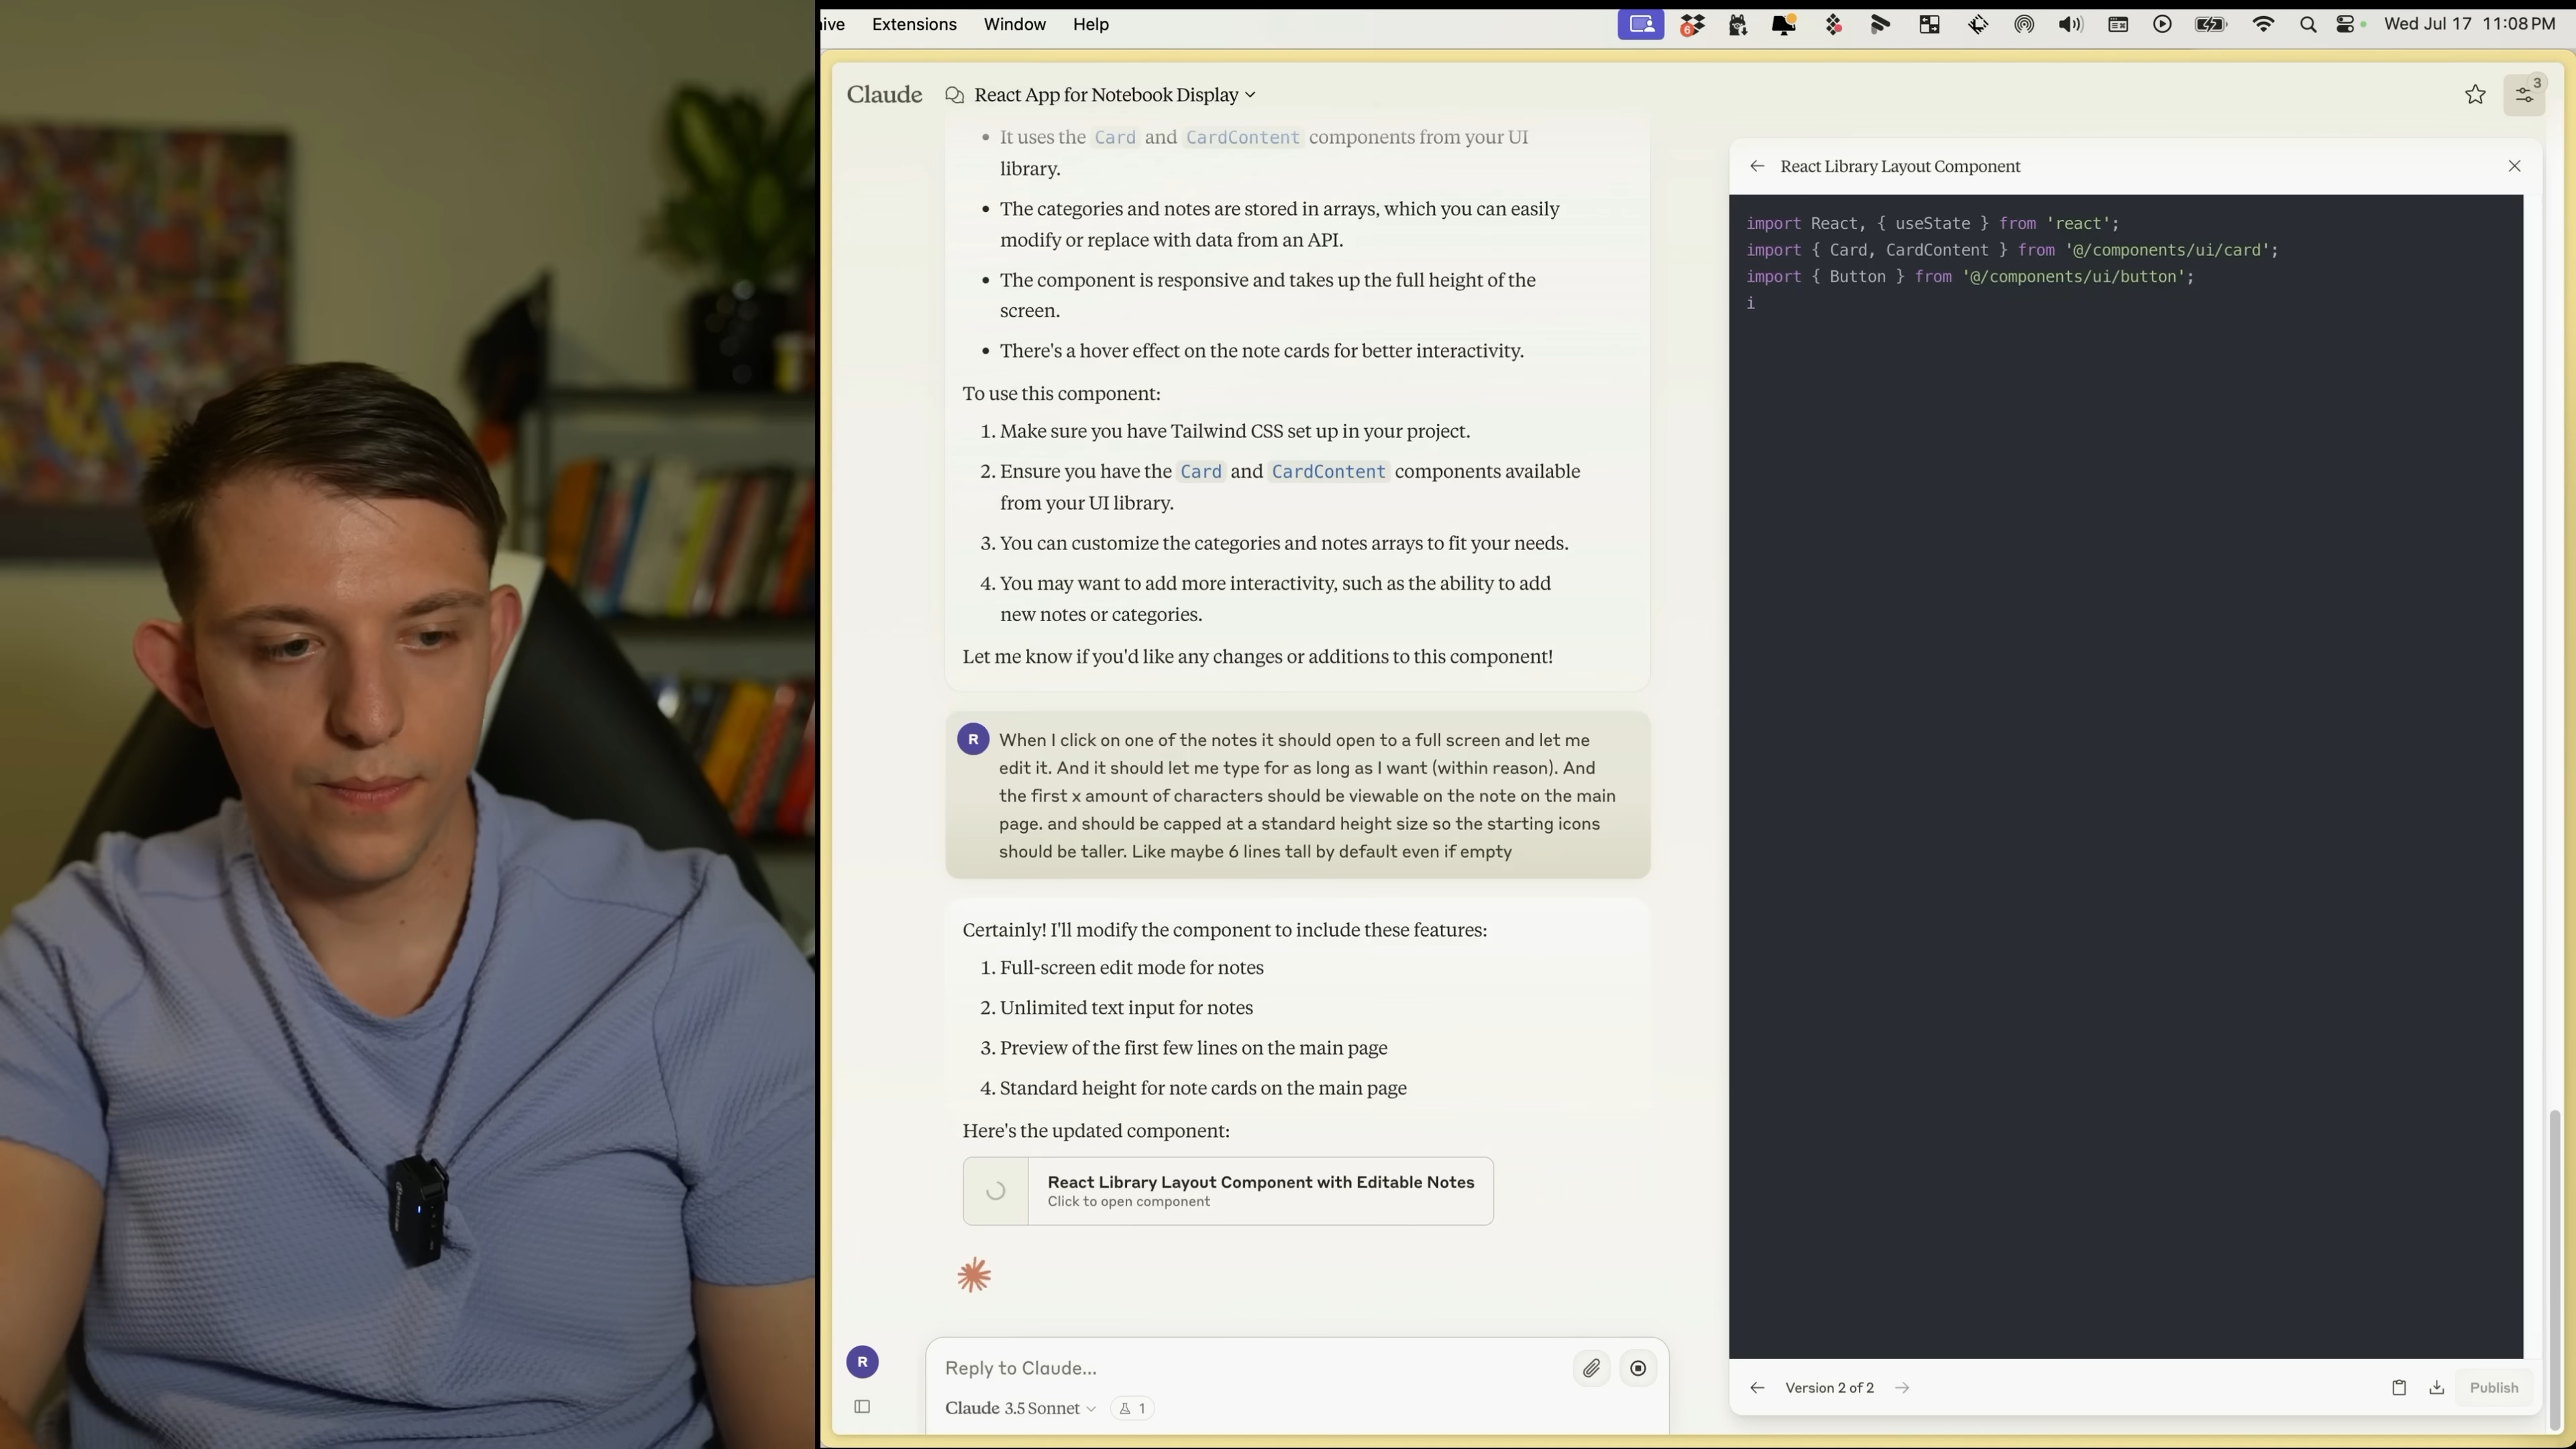 ive Extensions Window Help
6
Wed Jul 17 11:08 PM
Claude
React App for Notebook Display
3
It uses the Card and CardContent components from your UI
library.
The categories and notes are stored in arrays, which you can easily
modify or replace with data from an API.
The component is responsive and takes up the full height of the
screen.
There's a hover effect on the note cards for better interactivity.
To use this component:
1. Make sure you have Tailwind CSS set up in your project.
2. Ensure you have the Card and CardContent components available
from your UI library.
3. You can customize the categories and notes arrays to fit your needs.
4. You may want to add more interactivity, such as the ability to add
new notes or categories.
Let me know if you'd like any changes or additions to this component!
R
When I click on one of the notes it should open to a full screen and let me
edit it. And it should let me type for as long as I want (within reason). And
the first x amount of characters should be viewable on the note on the main
page. and should be capped at a standard height size so the starting icons
should be taller. Like maybe 6 lines tall by default even if empty
Certainly! I'll modify the component to include these features:
1. Full-screen edit mode for notes
2. Unlimited text input for notes
3. Preview of the first few lines on the main page
4. Standard height for note cards on the main page
Here's the updated component:
React Library Layout Component with Editable Notes
Click to open component
R
Reply to Claude...
Claude 3.5 Sonnet
1
React Library Layout Component
import React, { useState } from 'react';
import { Card, CardContent } from '@/components/ui/card';
import { Button } from '@/components/ui/button';
i
Version 2 of 2
Publish